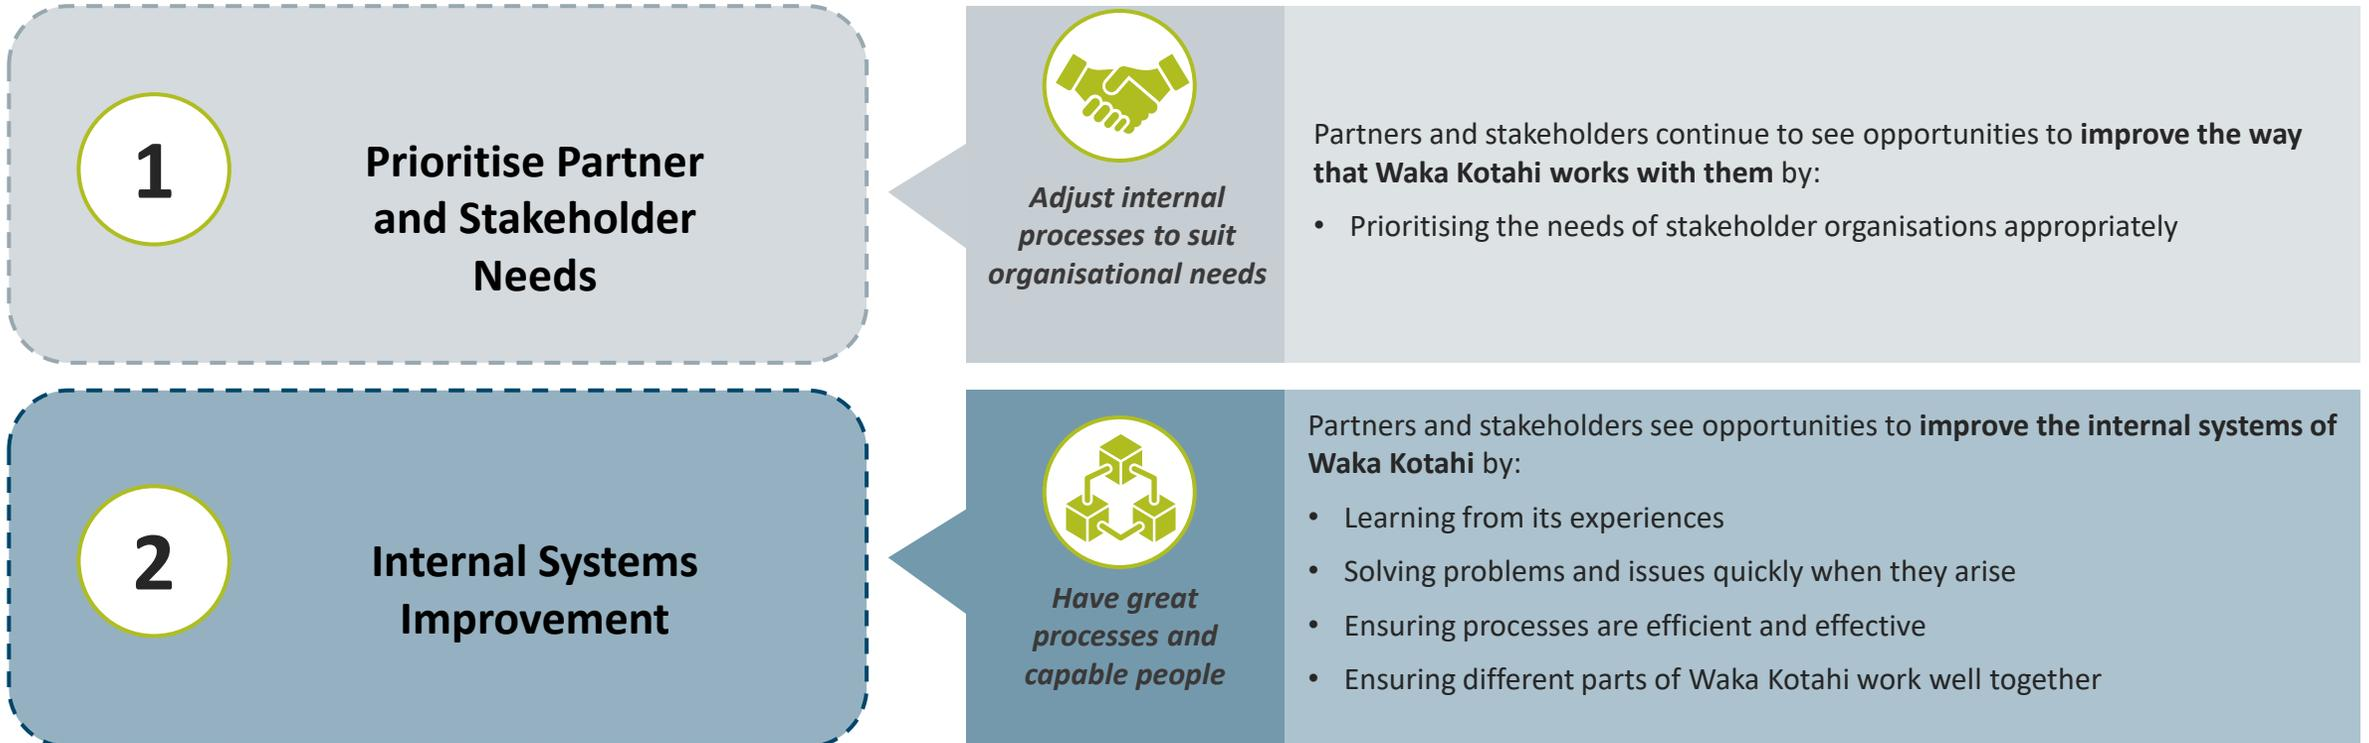 1
Prioritise Partner
and Stakeholder
Needs
Adjust internal
processes to suit
organisational needs
Partners and stakeholders continue to see opportunities to improve the way
that Waka Kotahi works with them by:
• Prioritising the needs of stakeholder organisations appropriately
2
Internal Systems
Improvement
Have great
processes and
capable people
Partners and stakeholders see opportunities to improve the internal systems of
Waka Kotahi by:
• Learning from its experiences
• Solving problems and issues quickly when they arise
• Ensuring processes are efficient and effective
• Ensuring different parts of Waka Kotahi work well together